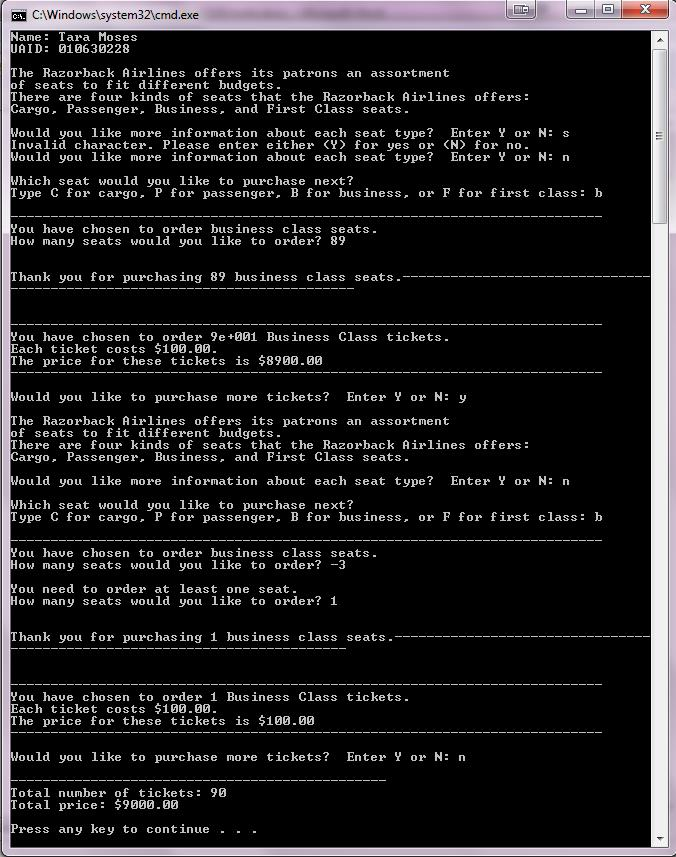 C:\Windows\system32\cmd.exe
Name: Tara Moses
UAID: 010630228
The Razorback Airlines offers its patrons an assortment
of seats to fit different budgets.
There are four kinds of seats that the Razorback Airlines offers:
Cargo, Passenger, Business, and First Class seats.
Would you like more information about each seat type?  Enter Y or N: s
Invalid character. Please enter either (Y) for yes or (N) for no.
Would you like more information about each seat type?  Enter Y or N: n
Which seat would you like to purchase next?
Type C for cargo, P for passenger, B for business, or F for first class: b
--------------------------------------------------------------------------
You have chosen to order business class seats.
How many seats would you like to order? 89
Thank you for purchasing 89 business class seats.-------------------------------
-------------------------------------------
--------------------------------------------------------------------------
You have chosen to order 9e+001 Business Class tickets.
Each ticket costs $100.00.
The price for these tickets is $8900.00
--------------------------------------------------------------------------
Would you like to purchase more tickets?  Enter Y or N: y
The Razorback Airlines offers its patrons an assortment
of seats to fit different budgets.
There are four kinds of seats that the Razorback Airlines offers:
Cargo, Passenger, Business, and First Class seats.
Would you like more information about each seat type?  Enter Y or N: n
Which seat would you like to purchase next?
Type C for cargo, P for passenger, B for business, or F for first class: b
--------------------------------------------------------------------------
You have chosen to order business class seats.
How many seats would you like to order? -3
You need to order at least one seat.
How many seats would you like to order? 1
Thank you for purchasing 1 business class seats.--------------------------------
------------------------------------------
--------------------------------------------------------------------------
You have chosen to order 1 Business Class tickets.
Each ticket costs $100.00.
The price for these tickets is $100.00
--------------------------------------------------------------------------
Would you like to purchase more tickets?  Enter Y or N: n
-----------------------------------------------
Total number of tickets: 90
Total price: $9000.00
Press any key to continue . . .